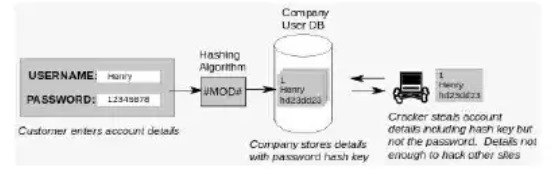 Company
User DB
Hashing
Algorithm
USERNAME: Henry
PASSWORD: 12345678
#MOD#
1
Henry
hd23dd23
1
Henry
hd23dd23
Customer enters account details
Company stores details
with password hash key
Cracker steals account
details including hash key but
not the password. Details not
enough to hack other sites